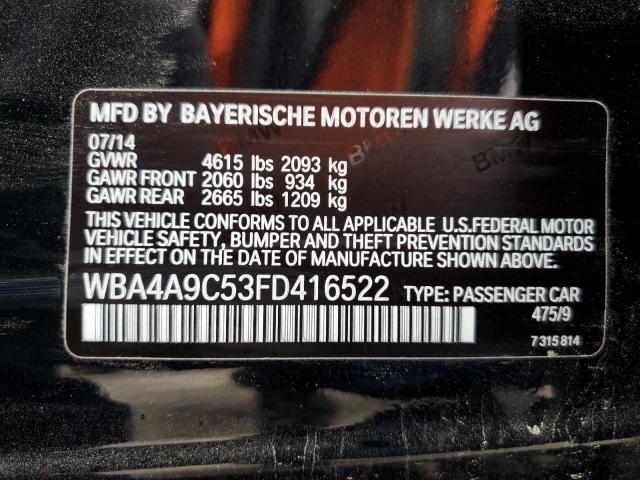 MFD BY BAYERISCHE MOTOREN WERKE AG
07/14
GVWR 4615 lbs 2093 kg
GAWR FRONT 2060 lbs 934 kg
GAWR REAR 2665 lbs 1209 kg
THIS VEHICLE CONFORMS TO ALL APPLICABLE U.S.FEDERAL MOTOR
VEHICLE SAFETY, BUMPER AND THEFT PREVENTION STANDARDS
IN EFFECT ON THE DATE OF MANUFACTURE SHOWN ABOVE.
WBA4A9C53FD416522 TYPE: PASSENGER CAR
475/9
7 315 814
BMW
BMW